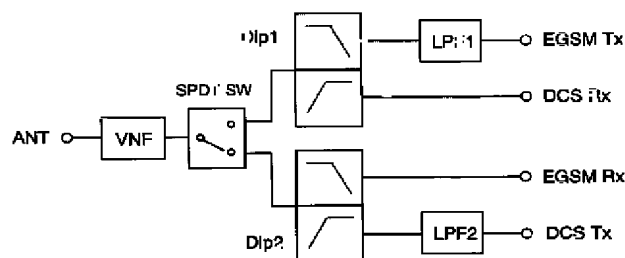 Dip1
LPF1
EGSM Tx
SPDT SW
DCS Rx
ANT
VNF
EGSM Rx
Dip2
LPF2
DCS Tx